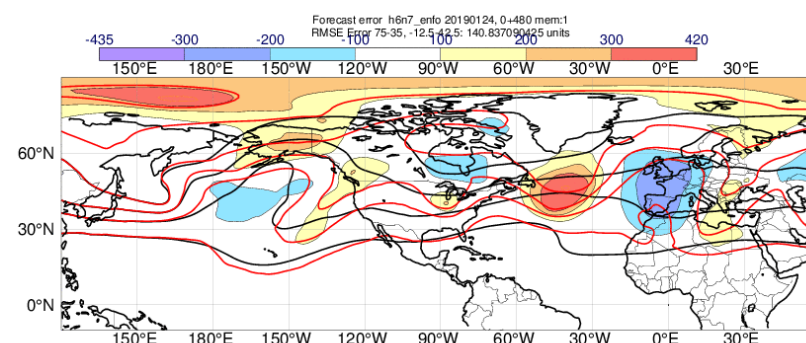 Forecast error h6n7_enfo 20190124, 0+480 mem:1
RMSE Error 75-35, -12.5-42.5: 140.837090425 units
-435 -300 -200 -100 100 200 300 420
150°E 180°E 150°W 120°W 90°W 60°W 30°W 0°E 30°E
60°N
30°N
0°N
150°E 180°E 150°W 120°W 90°W 60°W 30°W 0°E 30°E